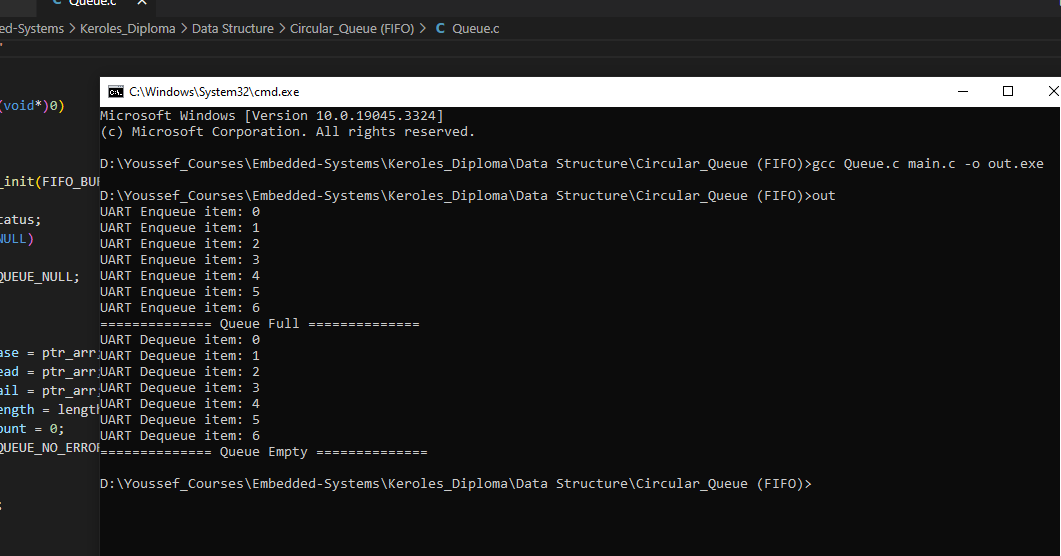 C Queue.c ×
ed-Systems > Keroles_Diploma > Data Structure > Circular_Queue (FIFO) > C Queue.c
(void*)0)
_init(FIFO_BUF
tatus;
NULL)
QUEUE_NULL;
ase = ptr_arr
ead = ptr_arr
ail = ptr_arr
ength = length
ount = 0;
QUEUE_NO_ERROR
;
C:\Windows\System32\cmd.exe
Microsoft Windows [Version 10.0.19045.3324]
(c) Microsoft Corporation. All rights reserved.
D:\Youssef_Courses\Embedded-Systems\Keroles_Diploma\Data Structure\Circular_Queue (FIFO)>gcc Queue.c main.c -o out.exe
D:\Youssef_Courses\Embedded-Systems\Keroles_Diploma\Data Structure\Circular_Queue (FIFO)>out
UART Enqueue item: 0
UART Enqueue item: 1
UART Enqueue item: 2
UART Enqueue item: 3
UART Enqueue item: 4
UART Enqueue item: 5
UART Enqueue item: 6
============== Queue Full ==============
UART Dequeue item: 0
UART Dequeue item: 1
UART Dequeue item: 2
UART Dequeue item: 3
UART Dequeue item: 4
UART Dequeue item: 5
UART Dequeue item: 6
============== Queue Empty ==============
D:\Youssef_Courses\Embedded-Systems\Keroles_Diploma\Data Structure\Circular_Queue (FIFO)>